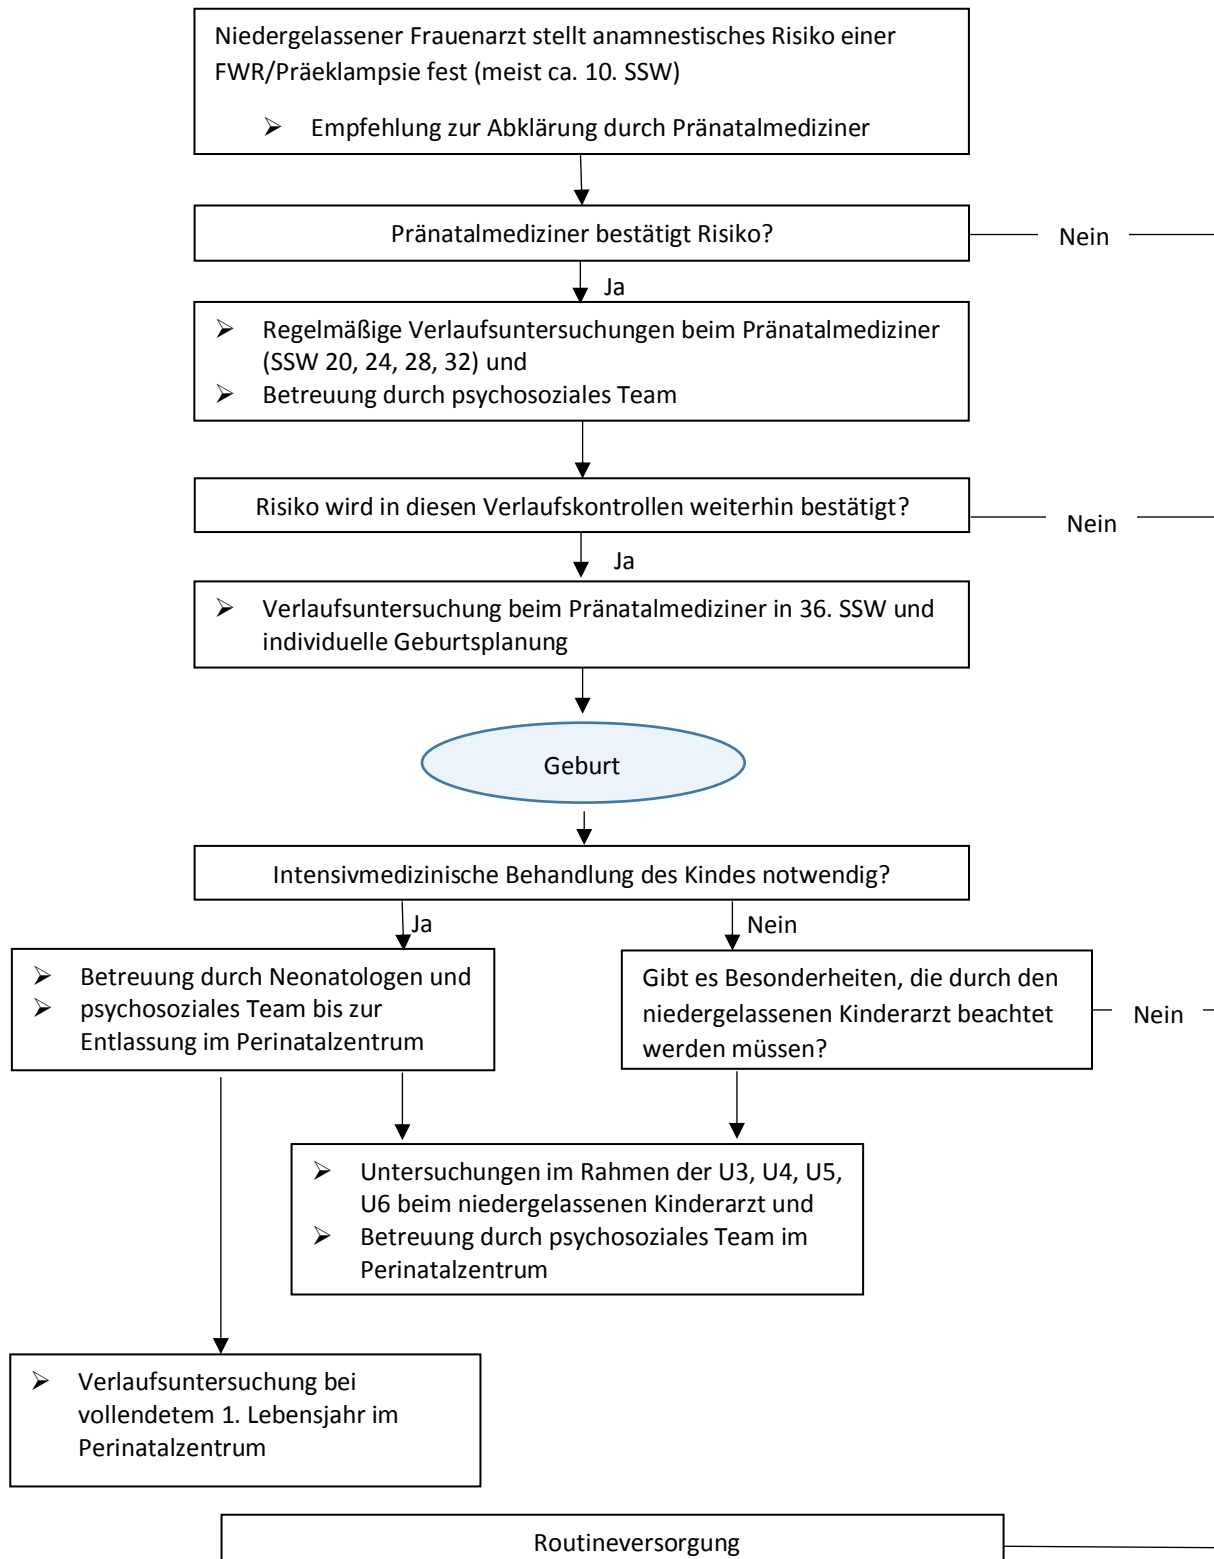 Niedergelassener Frauenarzt stellt anamnestisches Risiko einer
FWR/Präeklampsie fest (meist ca. 10. SSW)
➢ Empfehlung zur Abklärung durch Pränatalmediziner
Pränatalmediziner bestätigt Risiko?
Nein
Ja
➢ Regelmäßige Verlaufsuntersuchungen beim Pränatalmediziner
(SSW 20, 24, 28, 32) und
➢ Betreuung durch psychosoziales Team
Risiko wird in diesen Verlaufskontrollen weiterhin bestätigt?
Nein
Ja
➢ Verlaufsuntersuchung beim Pränatalmediziner in 36. SSW und
individuelle Geburtsplanung
Geburt
Intensivmedizinische Behandlung des Kindes notwendig?
Ja
Nein
➢ Betreuung durch Neonatologen und
➢ psychosoziales Team bis zur
Entlassung im Perinatalzentrum
Gibt es Besonderheiten, die durch den
niedergelassenen Kinderarzt beachtet
werden müssen?
Nein
➢ Untersuchungen im Rahmen der U3, U4, U5,
U6 beim niedergelassenen Kinderarzt und
➢ Betreuung durch psychosoziales Team im
Perinatalzentrum
➢ Verlaufsuntersuchung bei
vollendetem 1. Lebensjahr im
Perinatalzentrum
Routineversorgung